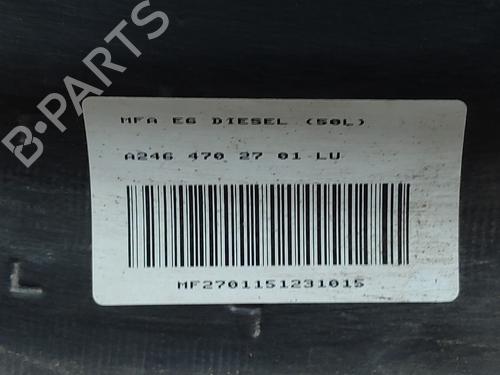 B-PARTS
MFA E6 DIESEL (50L)
A246 470 27 01 LU
MF2701151231015